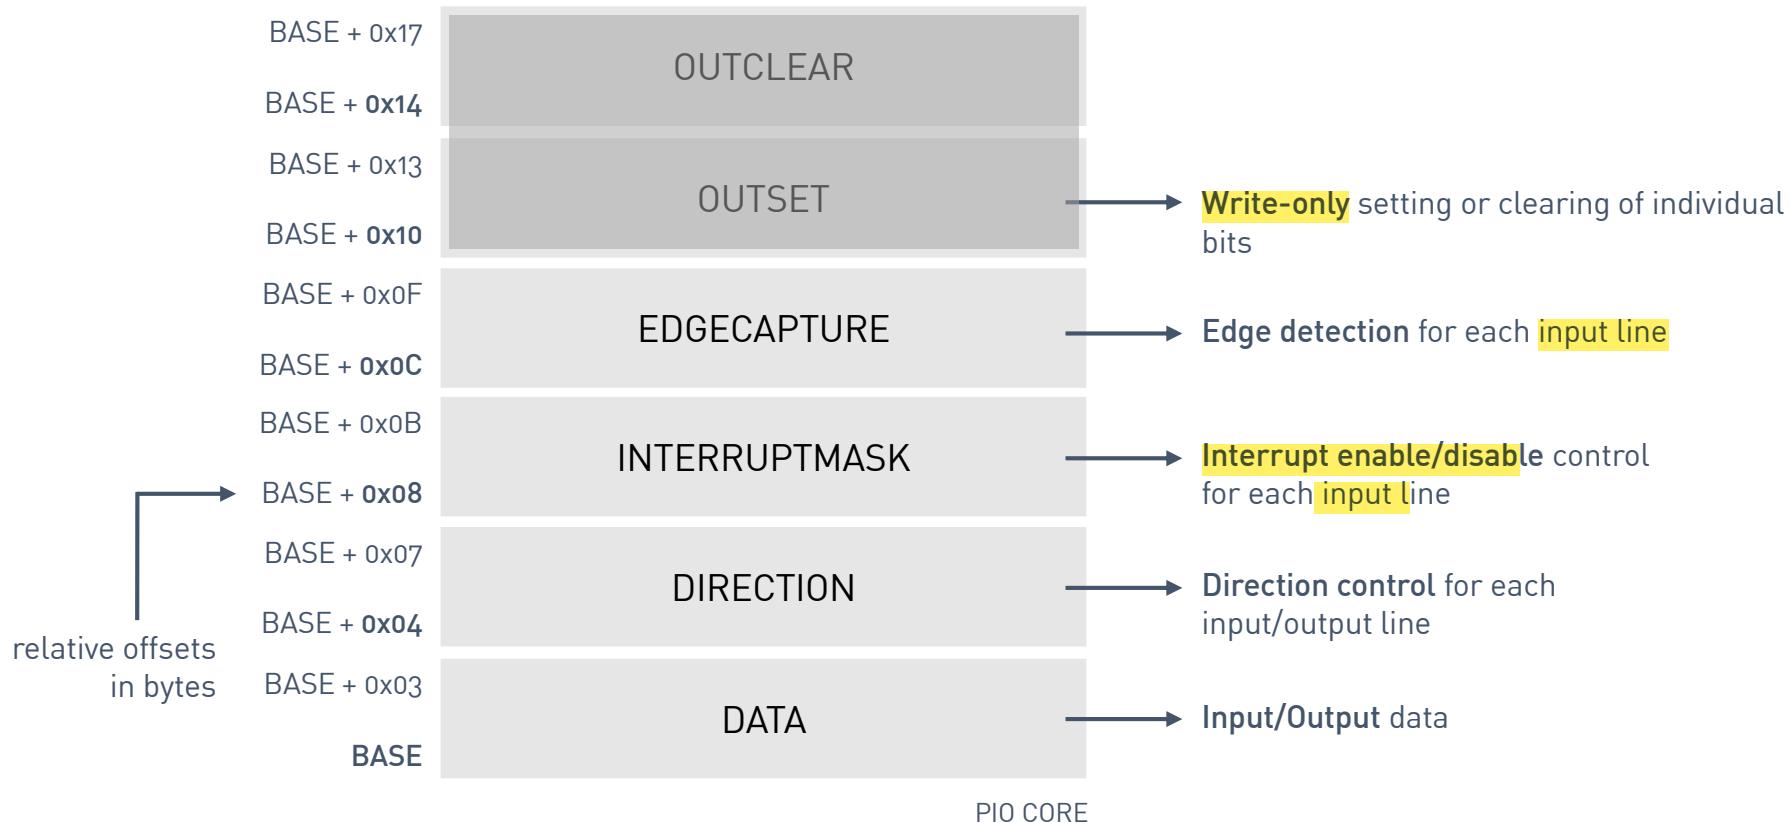 BASE + 0x17
OUTCLEAR
BASE + 0x14
BASE + 0x13
OUTSET
Write-only setting or clearing of individual
bits
BASE + 0x10
BASE + 0x0F
EDGECAPTURE
Edge detection for each input line
BASE + 0x0C
BASE + 0x0B
INTERRUPTMASK
Interrupt enable/disable control
for each input line
BASE + 0x08
BASE + 0x07
DIRECTION
Direction control for each
input/output line
BASE + 0x04
relative offsets
in bytes
BASE + 0x03
DATA
Input/Output data
BASE
PIO CORE